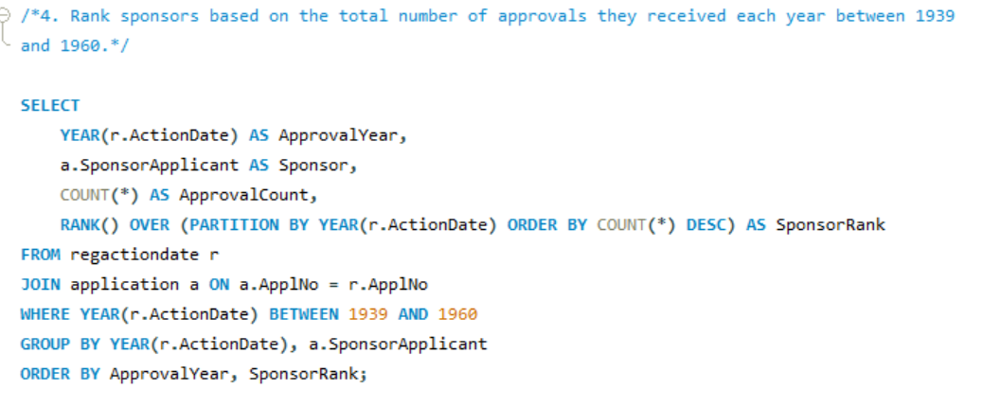 /*4. Rank sponsors based on the total number of approvals they received each year between 1939
and 1960.*/
SELECT
YEAR(r.ActionDate) AS ApprovalYear,
a.SponsorApplicant AS Sponsor,
COUNT(*) AS ApprovalCount,
RANK() OVER (PARTITION BY YEAR(r.ActionDate) ORDER BY COUNT(*) DESC) AS SponsorRank
FROM regactiondate r
JOIN application a ON a.ApplNo = r.ApplNo
WHERE YEAR(r.ActionDate) BETWEEN 1939 AND 1960
GROUP BY YEAR(r.ActionDate), a.SponsorApplicant
ORDER BY ApprovalYear, SponsorRank;